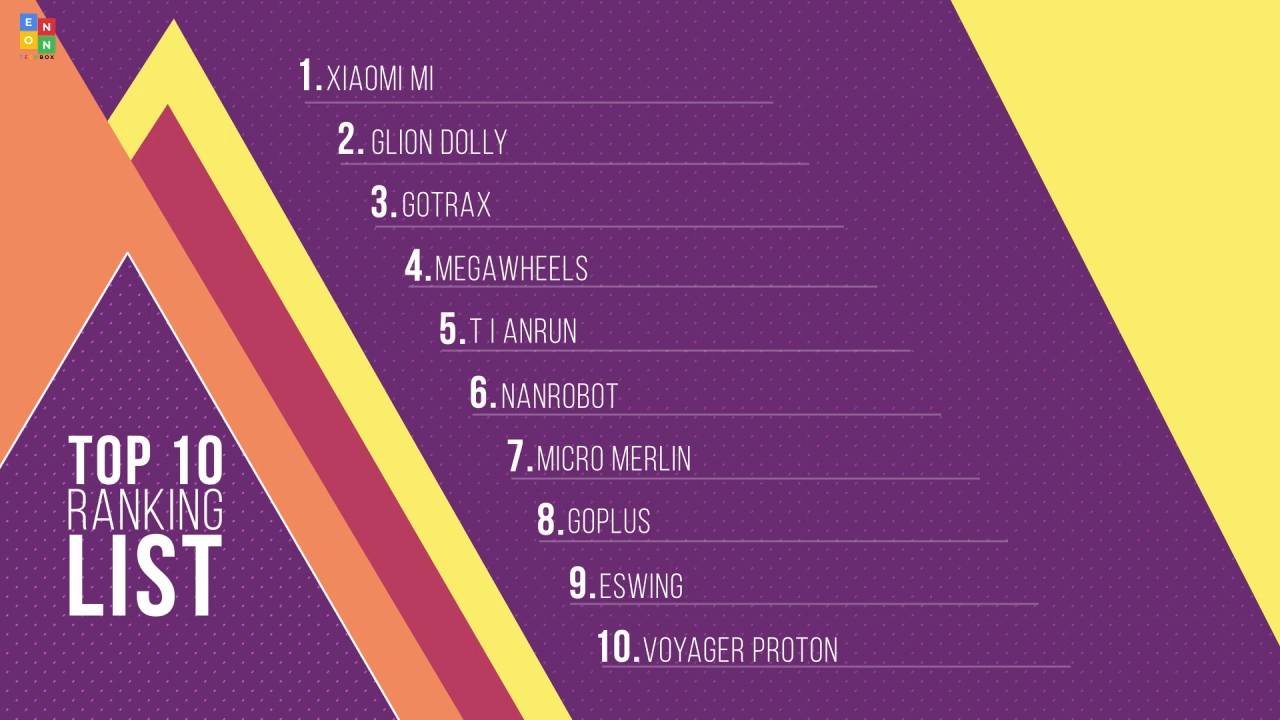 E N
O N
TECHBOX
1. XIAOMI MI
2. GLION DOLLY
3. GOTRAX
4. MEGAWHEELS
5. T I ANRUN
6. NANROBOT
7. MICRO MERLIN
8. GOPLUS
9. ESWING
10. VOYAGER PROTON
TOP 10
RANKING
LIST